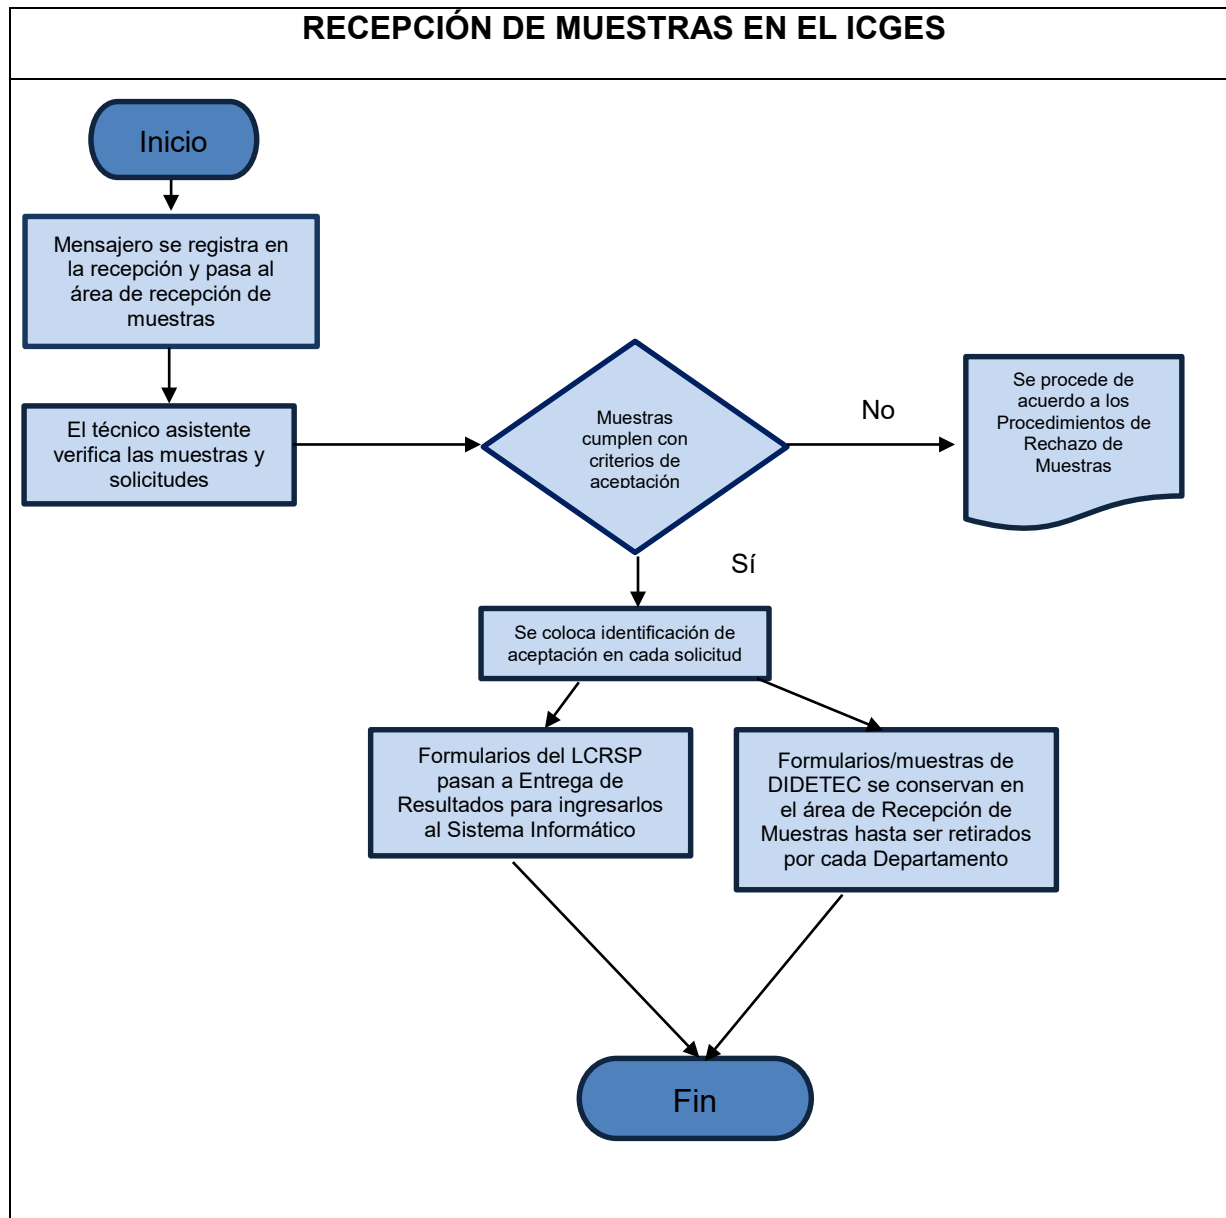 RECEPCIÓN DE MUESTRAS EN EL ICGES
Inicio
Mensajero se registra en
la recepción y pasa al
área de recepción de
muestras
El técnico asistente
verifica las muestras y
solicitudes
Muestras
cumplen con
criterios de
aceptación
No
Se procede de
acuerdo a los
Procedimientos de
Rechazo de
Muestras
Sí
Se coloca identificación de
aceptación en cada solicitud
Formularios del LCRSP
pasan a Entrega de
Resultados para ingresarlos
al Sistema Informático
Formularios/muestras de
DIDETEC se conservan en
el área de Recepción de
Muestras hasta ser retirados
por cada Departamento
Fin